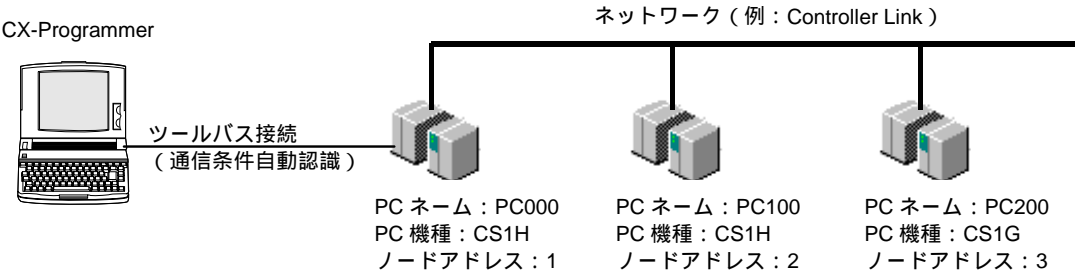 ネットワーク（例：Controller Link）
CX-Programmer
ツールバス接続
（通信条件自動認識）
PC ネーム：PC000
PC 機種：CS1H
ノードアドレス：1
PC ネーム：PC100
PC 機種：CS1H
ノードアドレス：2
PC ネーム：PC200
PC 機種：CS1G
ノードアドレス：3